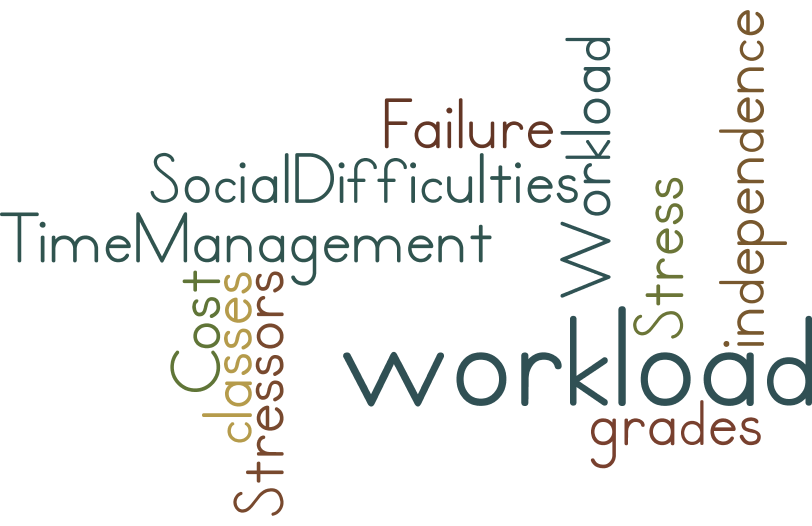 Failure
SocialDifficulties
TimeManagement
Workload
independence
Stress
Cost
classes
Stressors
workload
grades